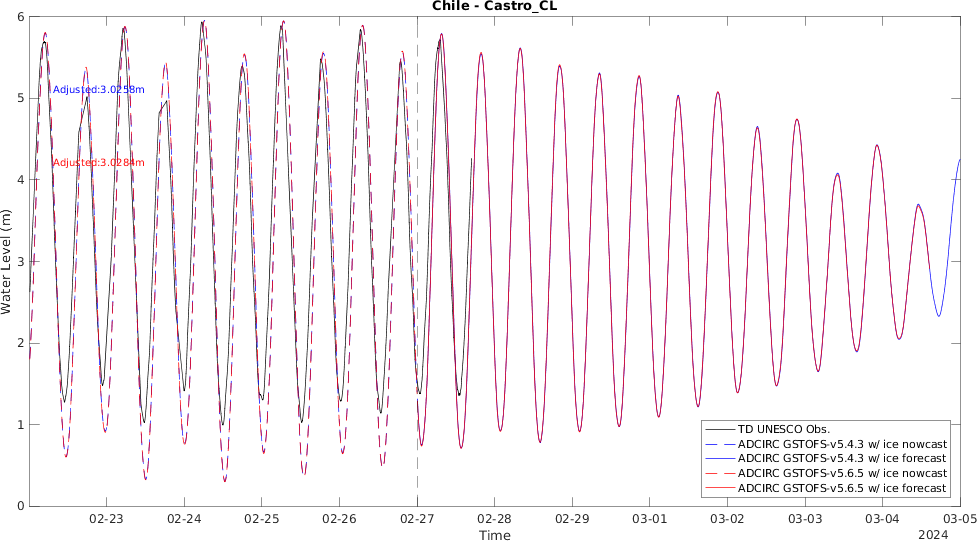 Chile - Castro_CL
6
5
4
3
2
1
0
Water Level (m)
Adjusted:3.0258m
Adjusted:3.0284m
TD UNESCO Obs.
ADCIRC GSTOFS-v5.4.3 w/ ice nowcast
ADCIRC GSTOFS-v5.4.3 w/ ice forecast
ADCIRC GSTOFS-v5.6.5 w/ ice nowcast
ADCIRC GSTOFS-v5.6.5 w/ ice forecast
02-23 02-24 02-25 02-26 02-27 02-28 02-29 03-01 03-02 03-03 03-04 03-05
Time
2024